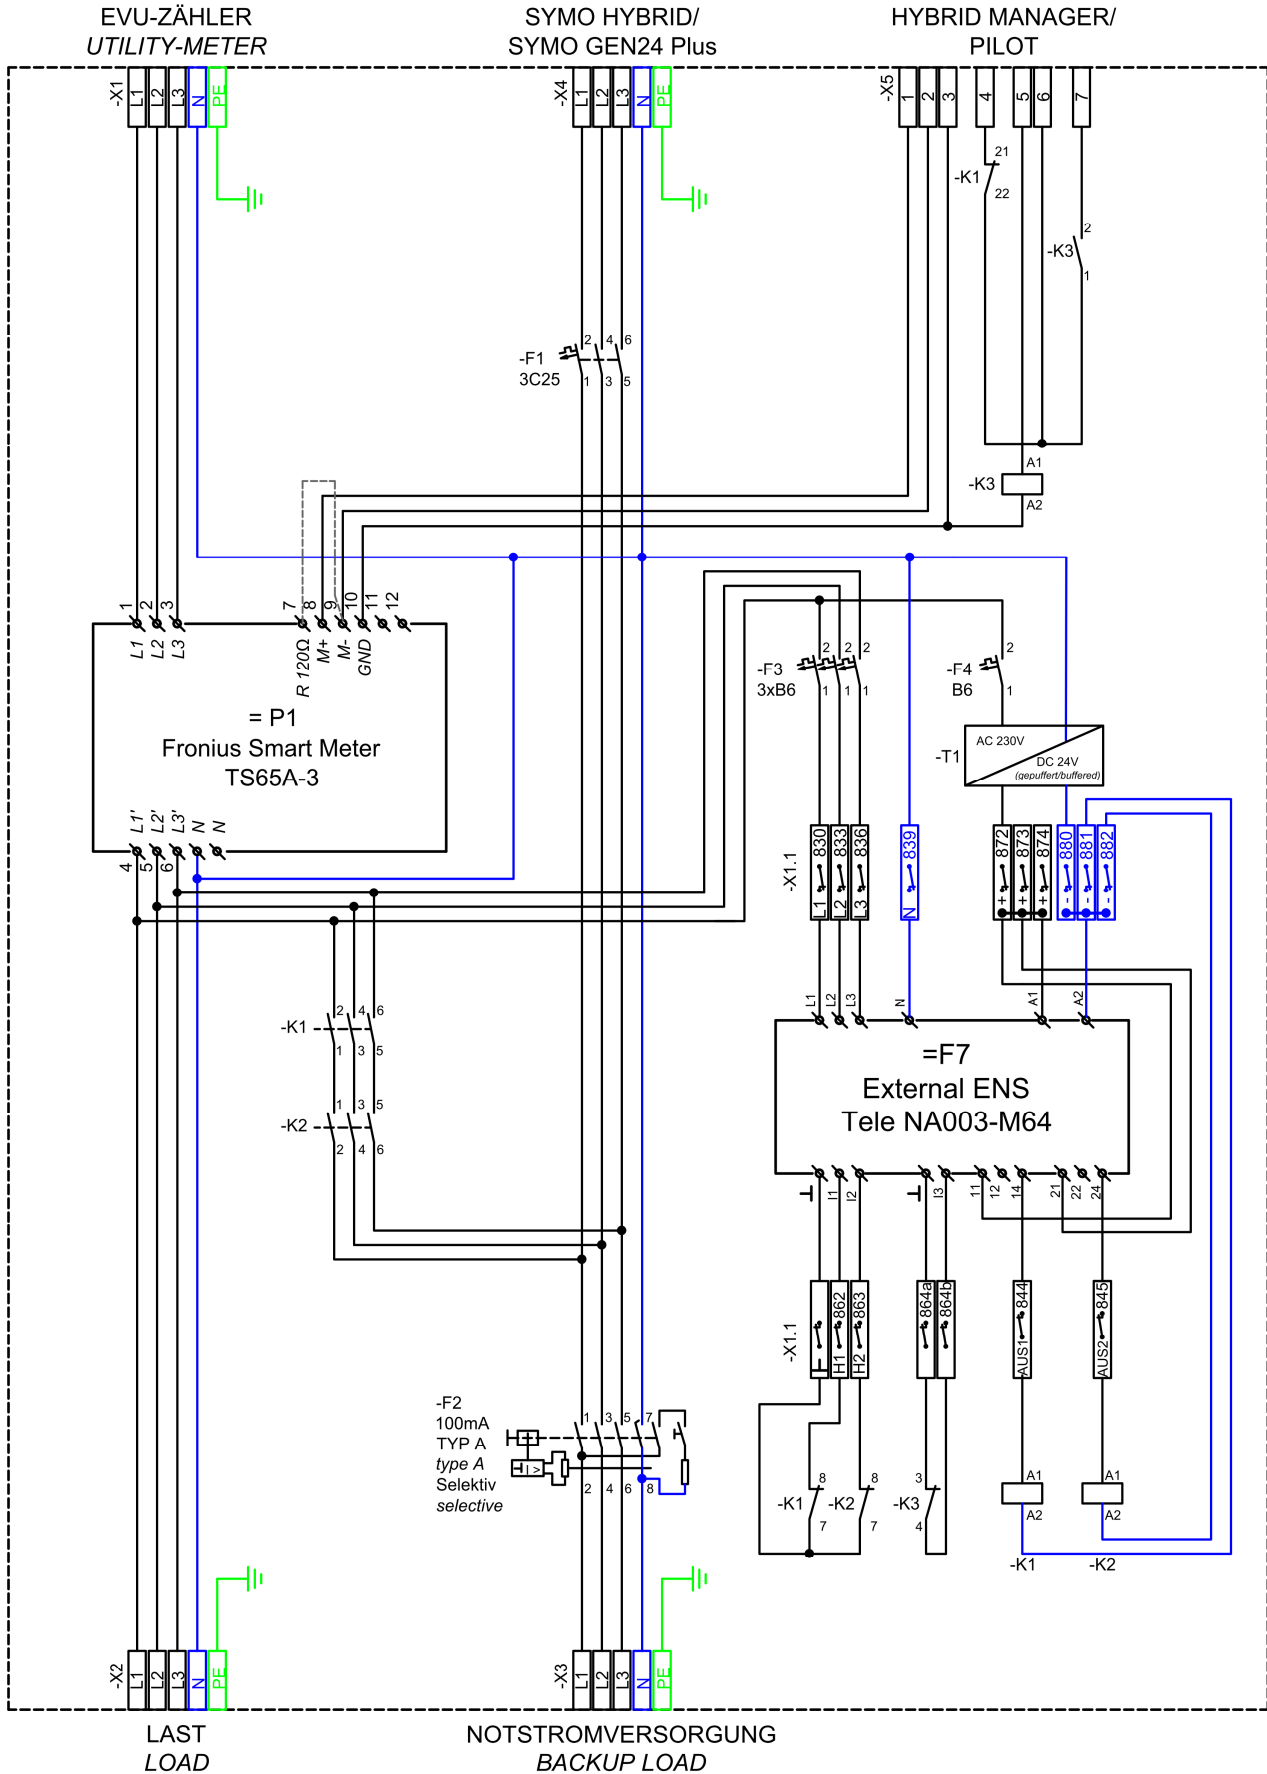 EVU-ZÄHLER
UTILITY-METER
SYMO HYBRID/
SYMO GEN24 Plus
HYBRID MANAGER/
PILOT
-X1 L1 L2 L3 N PE
-X4 L1 L2 L3 N PE
-X5 1 2 3 4 5 6 7
-K1 21 22
-K3 2 1
-F1
3C25
2 4 6
1 3 5
-K3 A1 A2
1 2 3 7 8 9 10 11 12
L1 L2 L3 R 120Ω M+ M- GND
= P1
Fronius Smart Meter
TS65A-3
L1' L2' L3' N N
4 5 6
-F3
3xB6
2 2 2
1 1 1
-F4
B6
2
1
-T1
AC 230V
DC 24V
(gepuffert/buffered)
-X1.1
L1 830
L2 833
L3 836
N 839
+ 872
+ 873
+ 874
- 880
- 881
- 882
-K1
2 4 6
1 3 5
-K2
1 3 5
2 4 6
L1 L2 L3 N A1 A2
=F7
External ENS
Tele NA003-M64
I1 I2 I3 11 12 14 21 22 24
-X1.1
H1 862
H2 863
864a
864b
AUS1 844
AUS2 845
-F2
100mA
TYP A
type A
Selektiv
selective
1 3 5 7
I >
2 4 6 8
-K1 8 7
-K2 8 7
-K3 3 4
A1 A2
-K1
A1 A2
-K2
-X2 L1 L2 L3 N PE
-X3 L1 L2 L3 N PE
LAST
LOAD
NOTSTROMVERSORGUNG
BACKUP LOAD